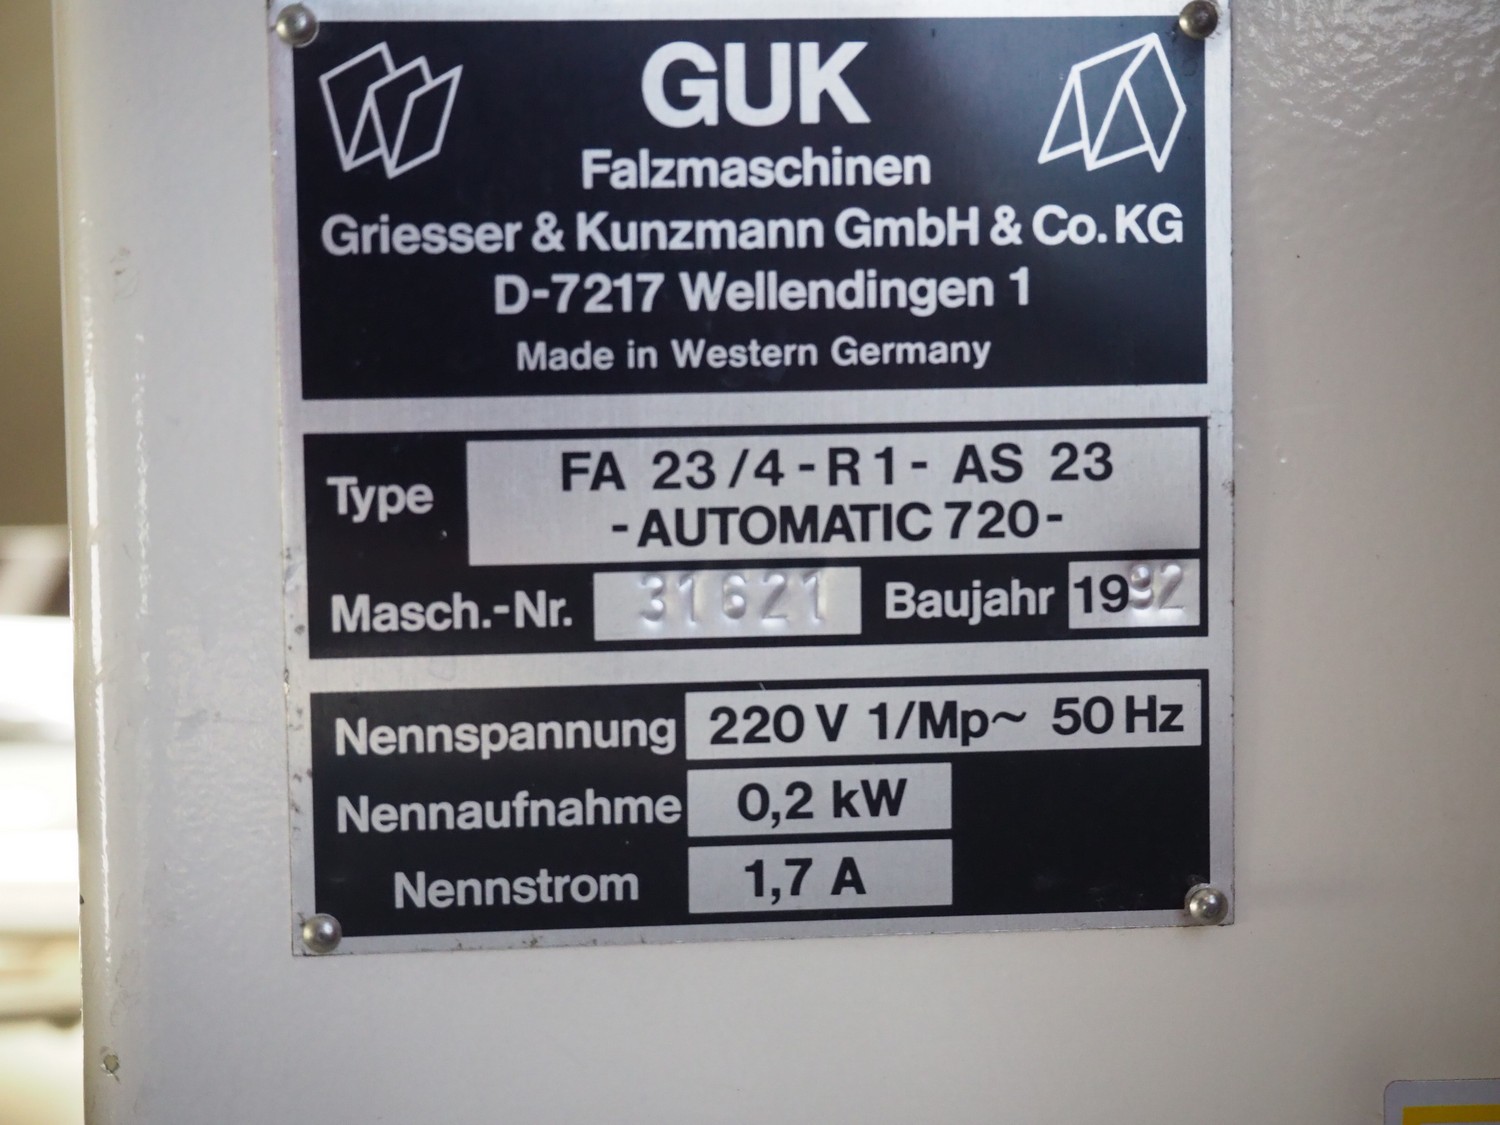 GUK
Falzmaschinen
Griesser & Kunzmann GmbH & Co. KG
D-7217 Wellendingen 1
Made in Western Germany
Type FA 23/4 - R 1 - AS 23
- AUTOMATIC 720 -
Masch.-Nr. 31621 Baujahr 1992
Nennspannung 220 V 1/Mp~ 50 Hz
Nennaufnahme 0,2 kW
Nennstrom 1,7 A